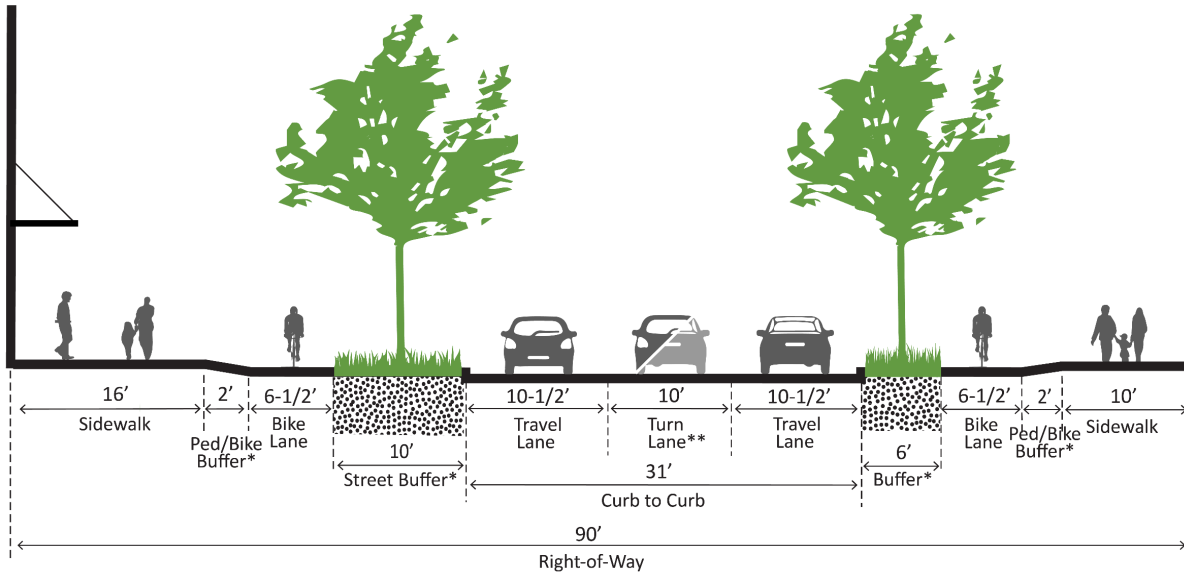 16’
Sidewalk
2’
Ped/Bike
Buffer*
6-1/2’
Bike
Lane
10’
Street Buffer*
10-1/2’
Travel
Lane
10’
Turn
Lane**
10-1/2’
Travel
Lane
31’
Curb to Curb
6’
Buffer*
6-1/2’
Bike
Lane
2’
Ped/Bike
Buffer*
10’
Sidewalk
90’
Right-of-Way